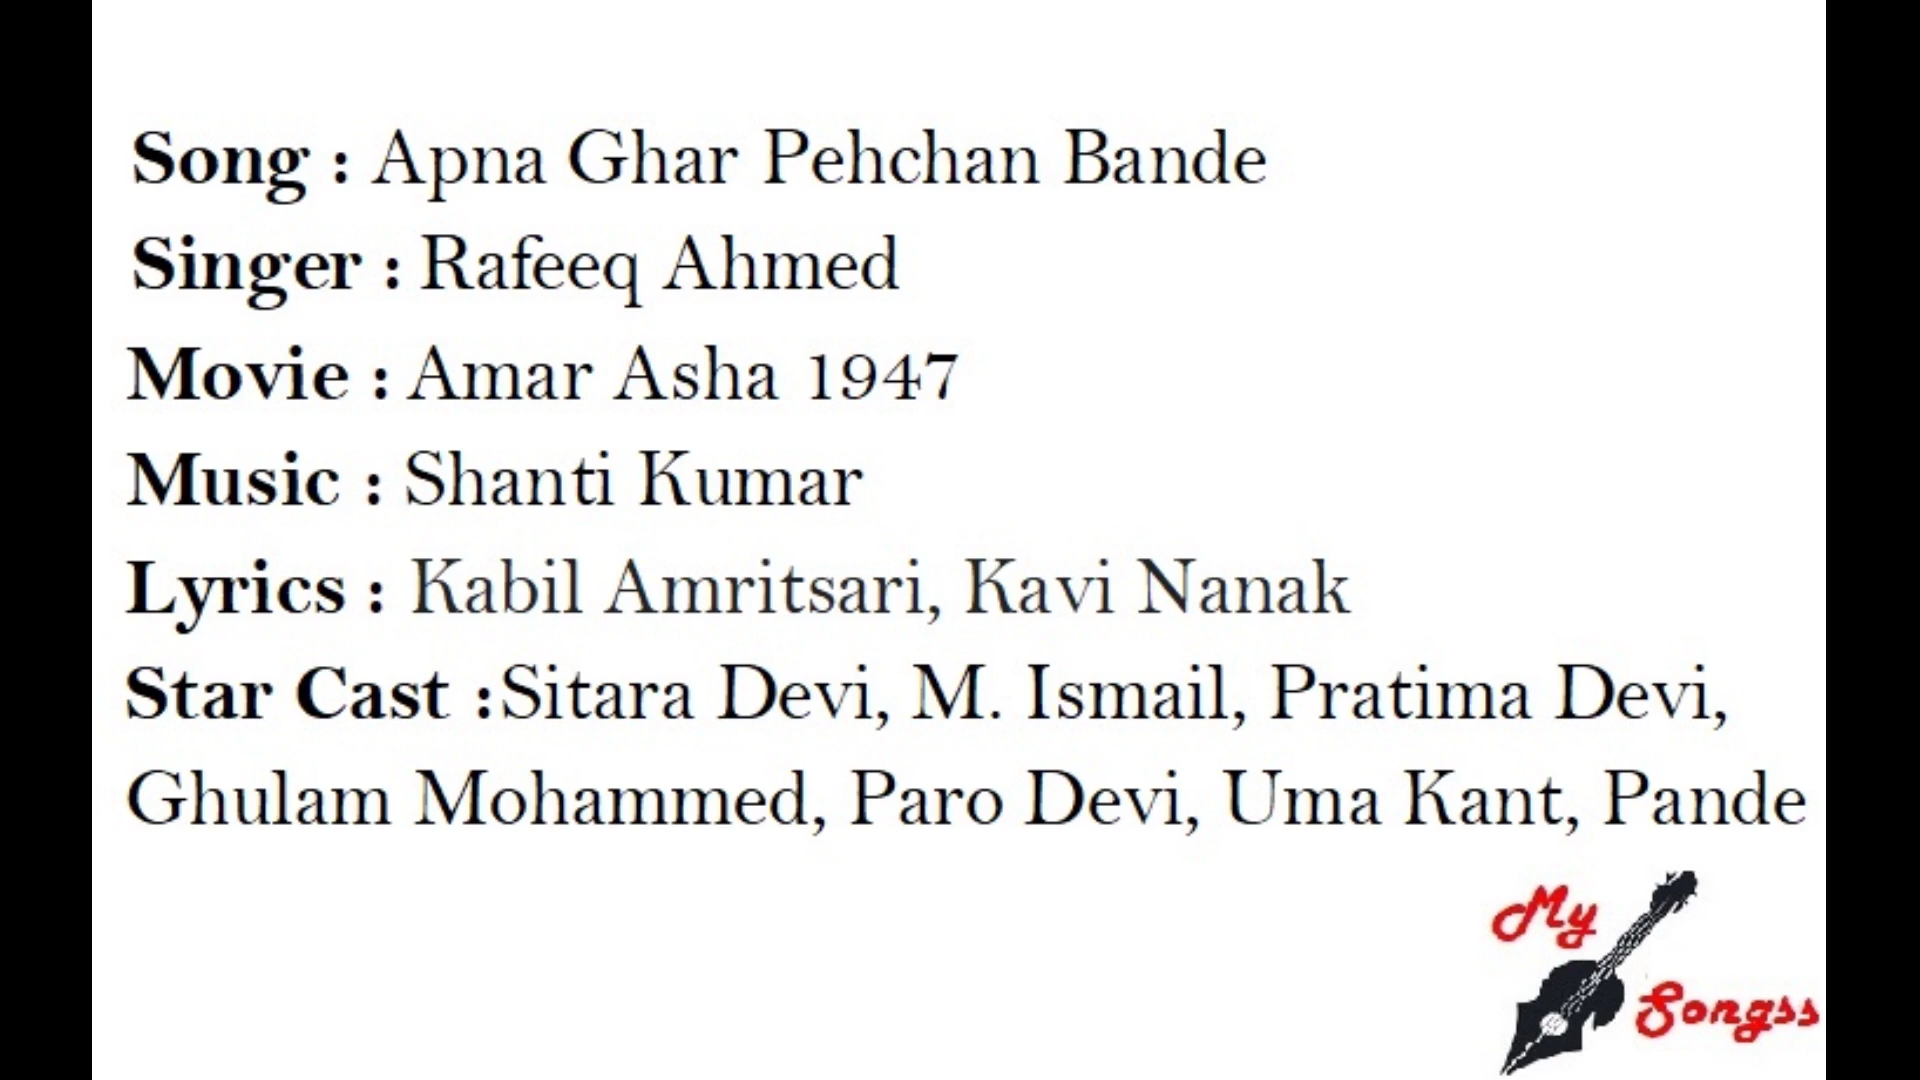 Song : Apna Ghar Pehchan Bande
Singer : Rafeeq Ahmed
Movie : Amar Asha 1947
Music : Shanti Kumar
Lyrics : Kabil Amritsari, Kavi Nanak
Star Cast :Sitara Devi, M. Ismail, Pratima Devi,
Ghulam Mohammed, Paro Devi, Uma Kant, Pande
My
Songss